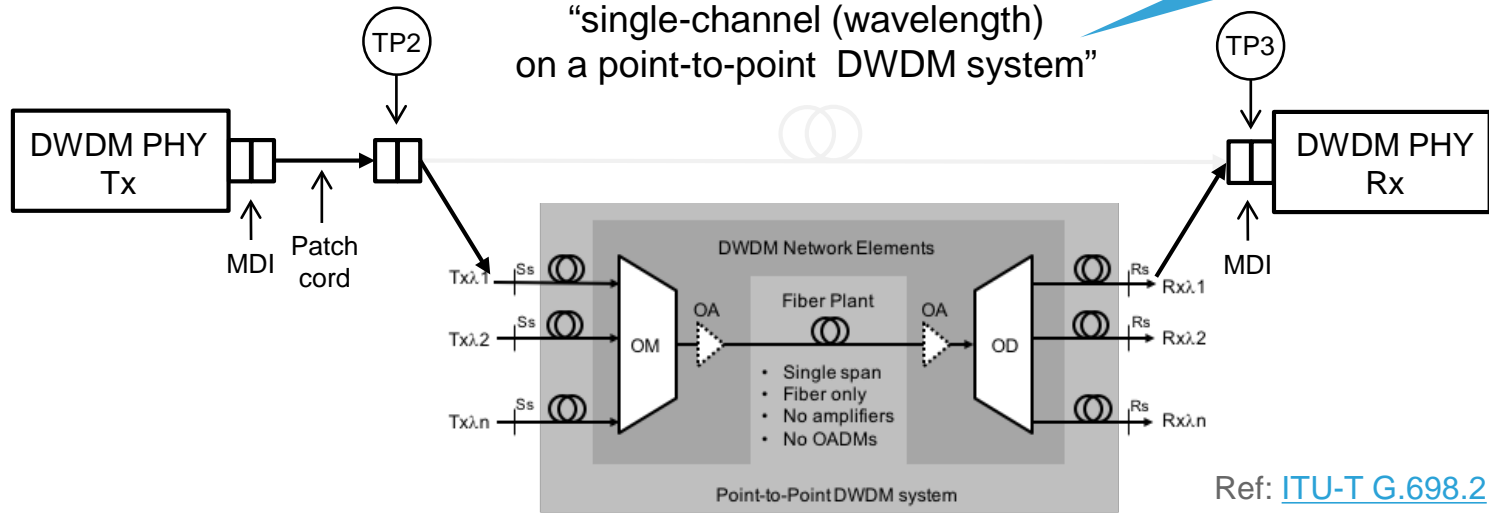 “single-channel (wavelength)
on a point-to-point DWDM system”
TP2
TP3
DWDM PHY
Tx
DWDM PHY
Rx
MDI
Patch
cord
MDI
DWDM Network Elements
Txλ1
Ss
Rs
Rxλ1
Fiber Plant
OA
OA
Txλ2
Ss
OM
OD
Rs
Rxλ2
• Single span
• Fiber only
• No amplifiers
• No OADMs
Txλn
Ss
Rs
Rxλn
Point-to-Point DWDM system
Ref: ITU-T G.698.2